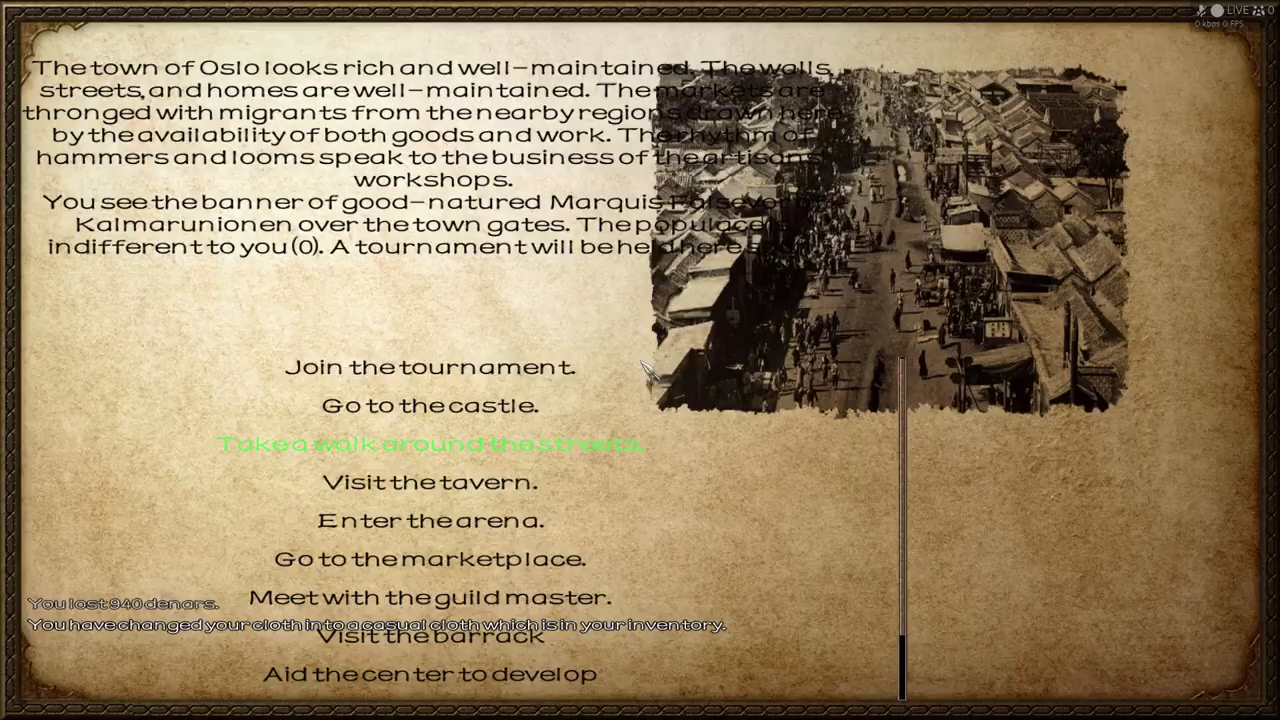 LIVE 0
0 kbps 0 FPS
The town of Oslo looks rich and well-maintained. The walls,
streets, and homes are well-maintained. The markets are
thronged with migrants from the nearby regions drawn here
by the availability of both goods and work. The rhythm of
hammers and looms speak to the business of the artisans'
workshops.
You see the banner of good-natured Marquis
Kalmarunionen over the town gates. The populace
indifferent to you (0). A tournament will be held here soon.
Join the tournament.
Go to the castle.
Take a walk around the streets.
Visit the tavern.
Enter the arena.
Go to the marketplace.
Meet with the guild master.
You lost 940 denars.
You have changed your cloth into a casual cloth which is in your inventory.
Visit the barrack
Aid the center to develop